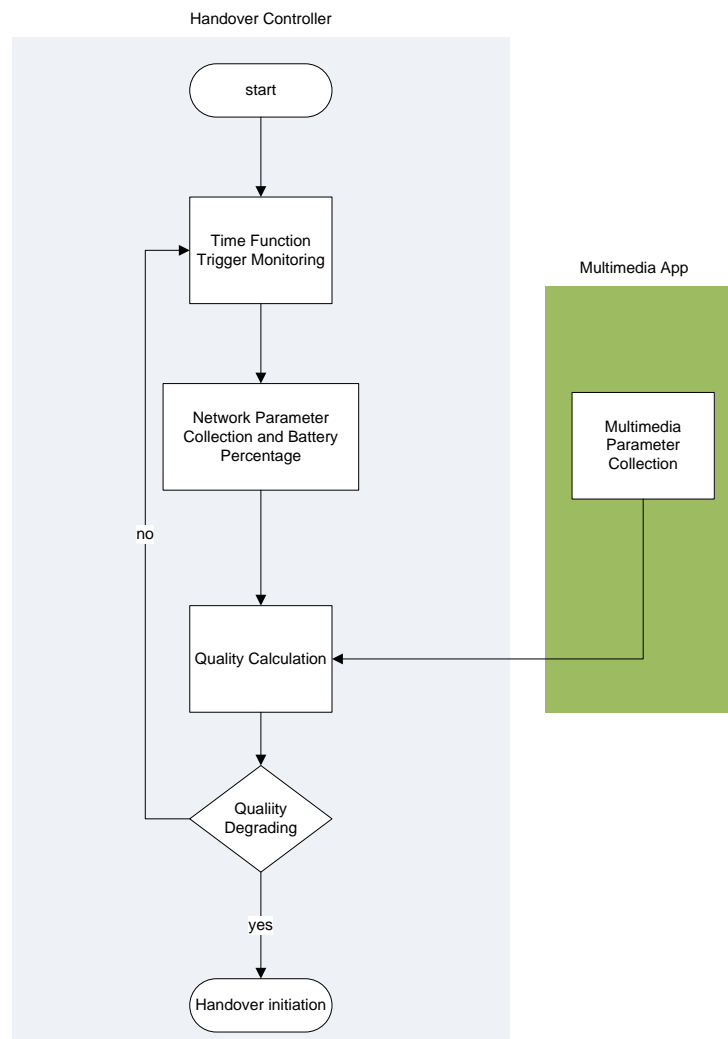 Handover Controller
start
Time Function
Trigger Monitoring
Multimedia App
Network Parameter
Collection and Battery
Percentage
Multimedia
Parameter
Collection
no
Quality Calculation
Qualiity
Degrading
yes
Handover initiation